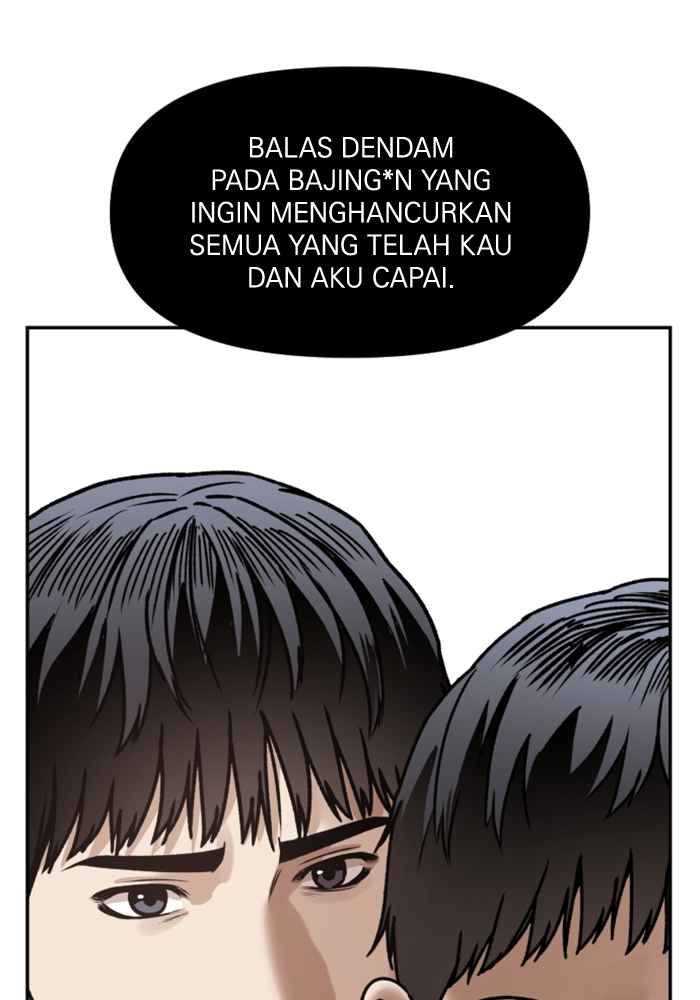 BALAS DENDAM
PADA BAJING*N YANG
INGIN MENGHANCURKAN
SEMUA YANG TELAH KAU
DAN AKU CAPAI.